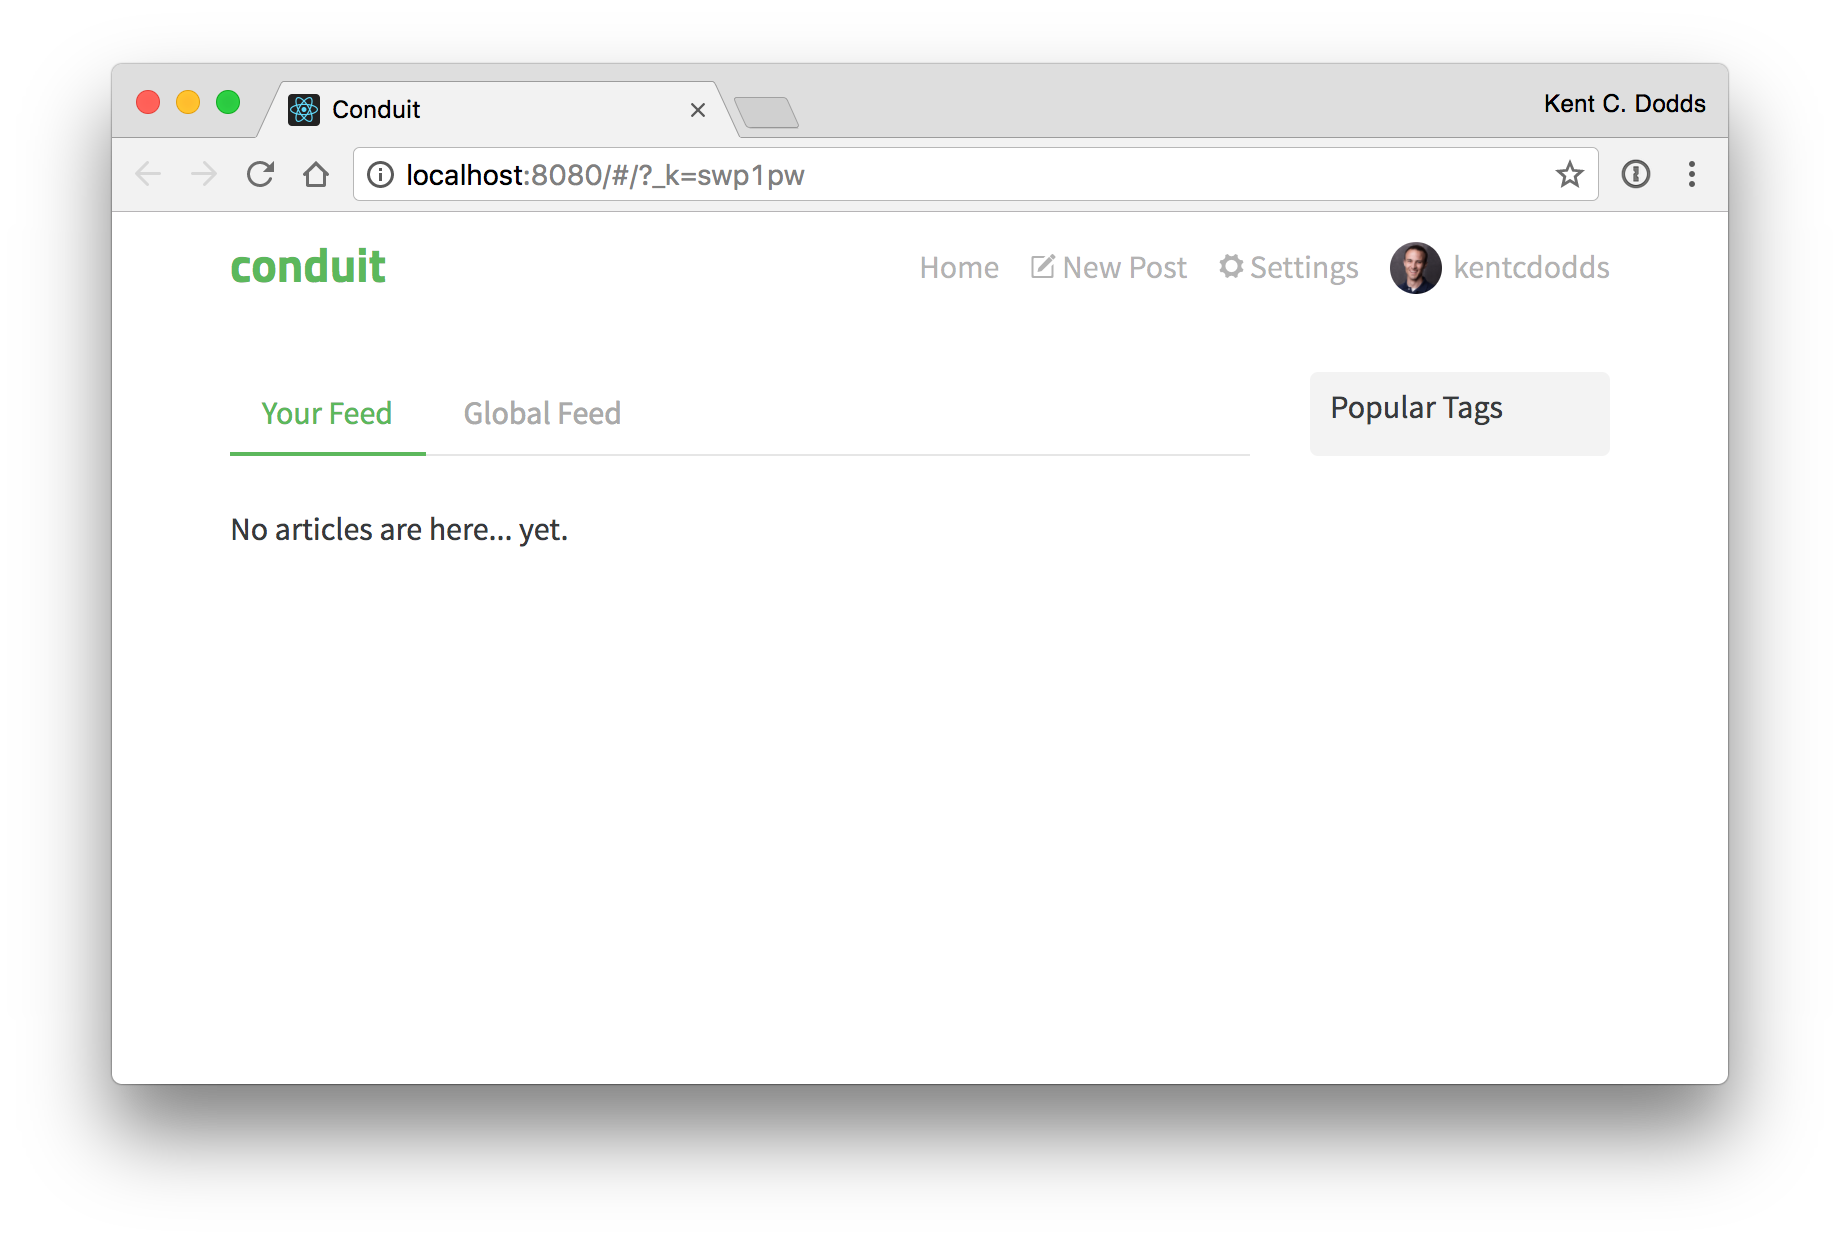 Conduit
Kent C. Dodds
localhost:8080/#/?_k=swp1pw
conduit
Home New Post Settings kentcdodds
Your Feed Global Feed
Popular Tags
No articles are here... yet.